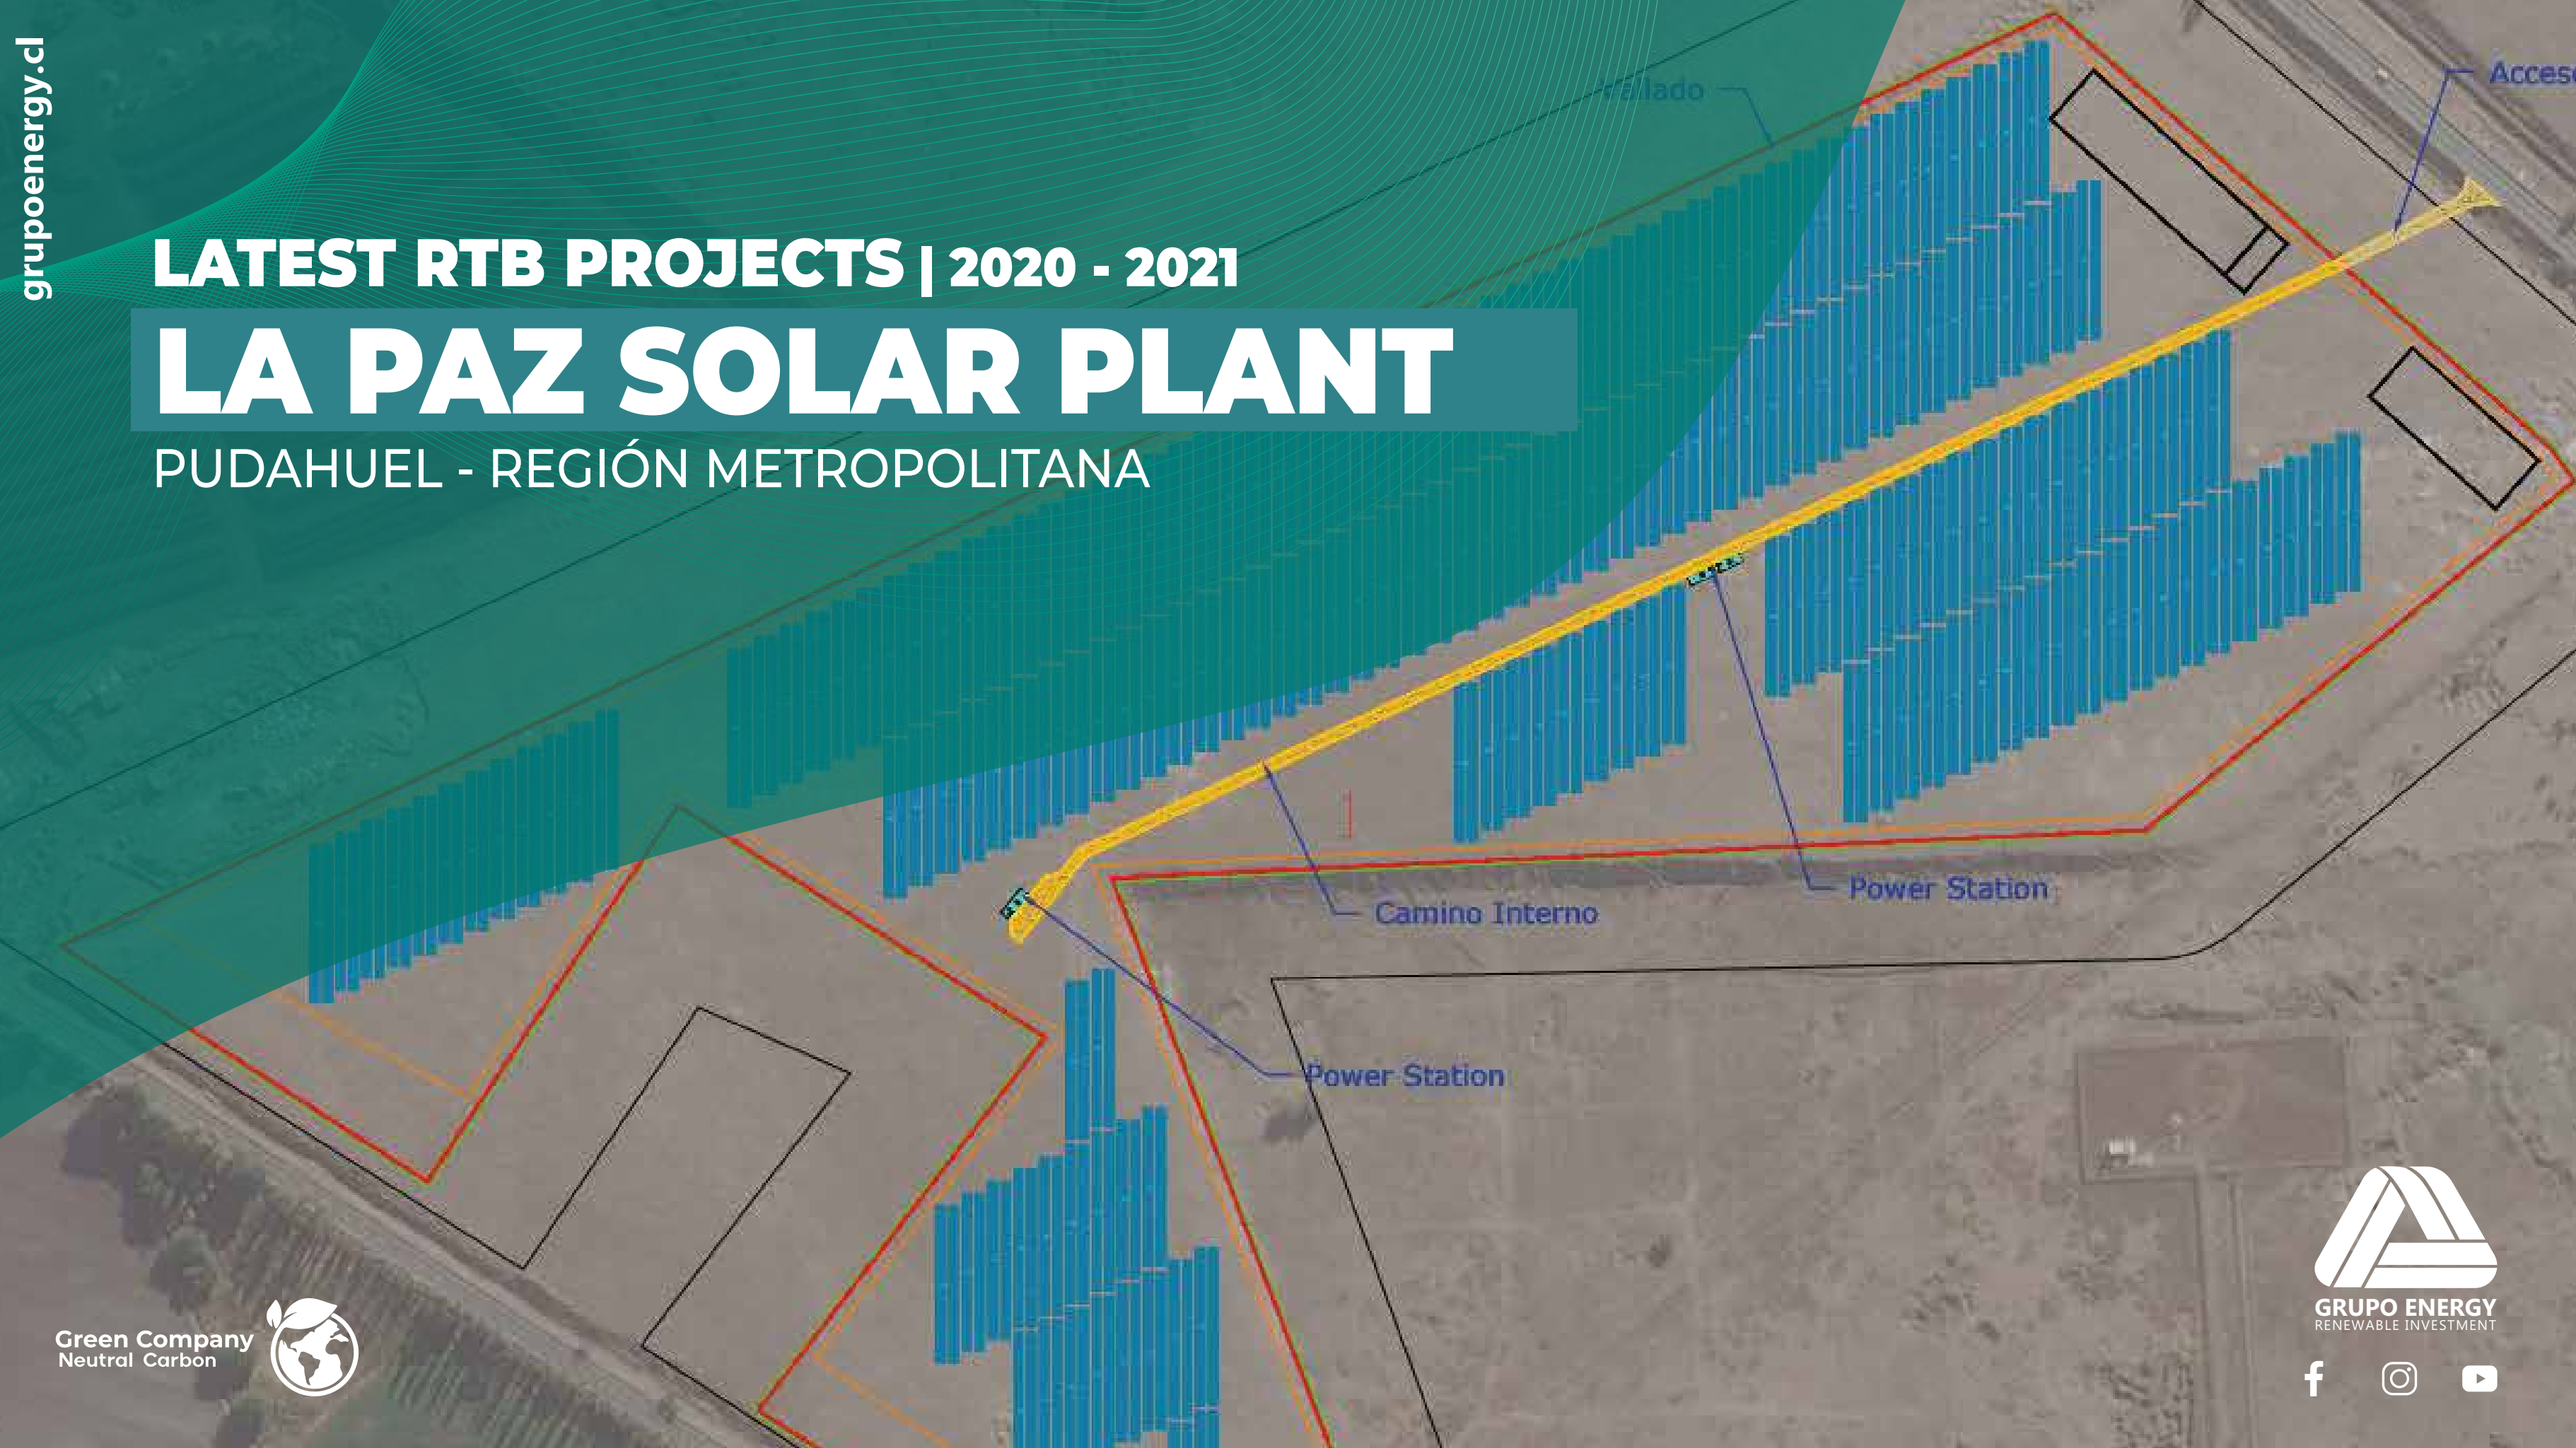 grupoenergy.cl
LATEST RTB PROJECTS | 2020 - 2021
LA PAZ SOLAR PLANT
PUDAHUEL - REGIÓN METROPOLITANA
Vallado
Power Station
Camino Interno
Power Station
Green Company
Neutral Carbon
GRUPO ENERGY
RENEWABLE INVESTMENT